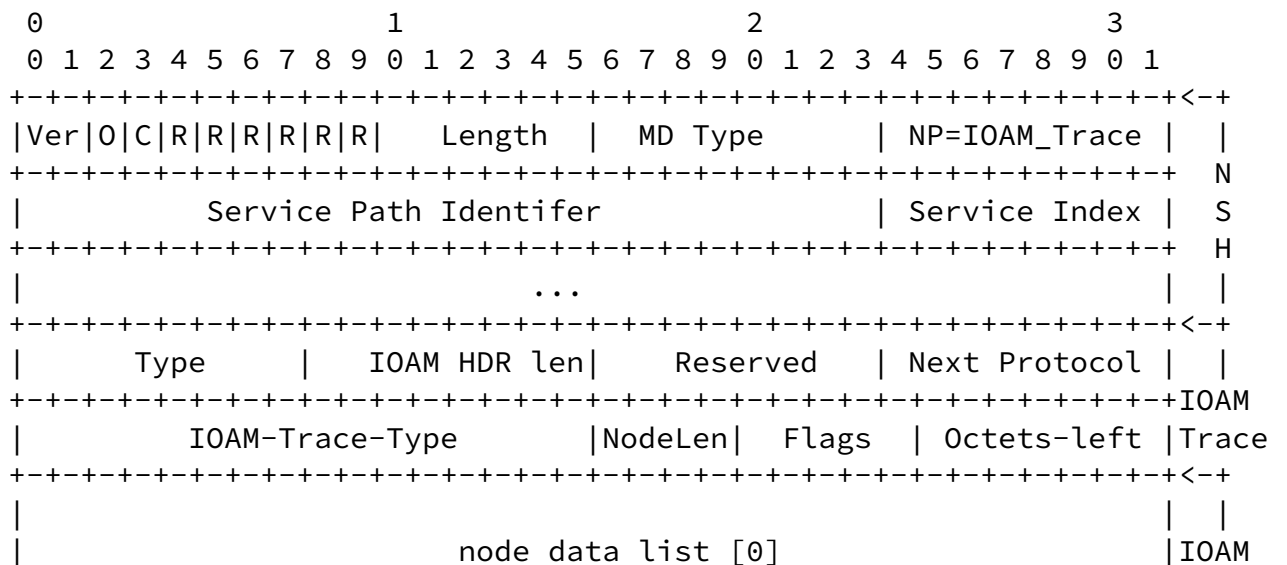 0                   1                   2                   3
 0 1 2 3 4 5 6 7 8 9 0 1 2 3 4 5 6 7 8 9 0 1 2 3 4 5 6 7 8 9 0 1
+-+-+-+-+-+-+-+-+-+-+-+-+-+-+-+-+-+-+-+-+-+-+-+-+-+-+-+-+-+-+-+-+<-+
|Ver|O|C|R|R|R|R|R|R|   Length  |  MD Type      | NP=IOAM_Trace |  |
+-+-+-+-+-+-+-+-+-+-+-+-+-+-+-+-+-+-+-+-+-+-+-+-+-+-+-+-+-+-+-+-+  N
|          Service Path Identifer               | Service Index |  S
+-+-+-+-+-+-+-+-+-+-+-+-+-+-+-+-+-+-+-+-+-+-+-+-+-+-+-+-+-+-+-+-+  H
|                            ...                                |  |
+-+-+-+-+-+-+-+-+-+-+-+-+-+-+-+-+-+-+-+-+-+-+-+-+-+-+-+-+-+-+-+-+<-+
|      Type     |   IOAM HDR len|    Reserved   | Next Protocol |  |
+-+-+-+-+-+-+-+-+-+-+-+-+-+-+-+-+-+-+-+-+-+-+-+-+-+-+-+-+-+-+-+-+IOAM
|         IOAM-Trace-Type       |NodeLen|  Flags  | Octets-left |Trace
+-+-+-+-+-+-+-+-+-+-+-+-+-+-+-+-+-+-+-+-+-+-+-+-+-+-+-+-+-+-+-+-+<-+
|                                                               |  |
|                        node data list [0]                     |IOAM